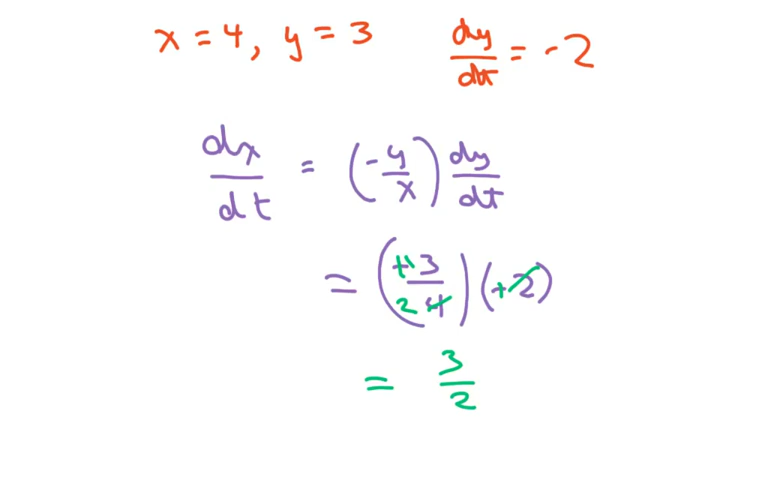 x = 4, y = 3 dy/dt = -2
dx/dt = (-y/x) dy/dt
= (+3/2 4)(+2)
= 3/2